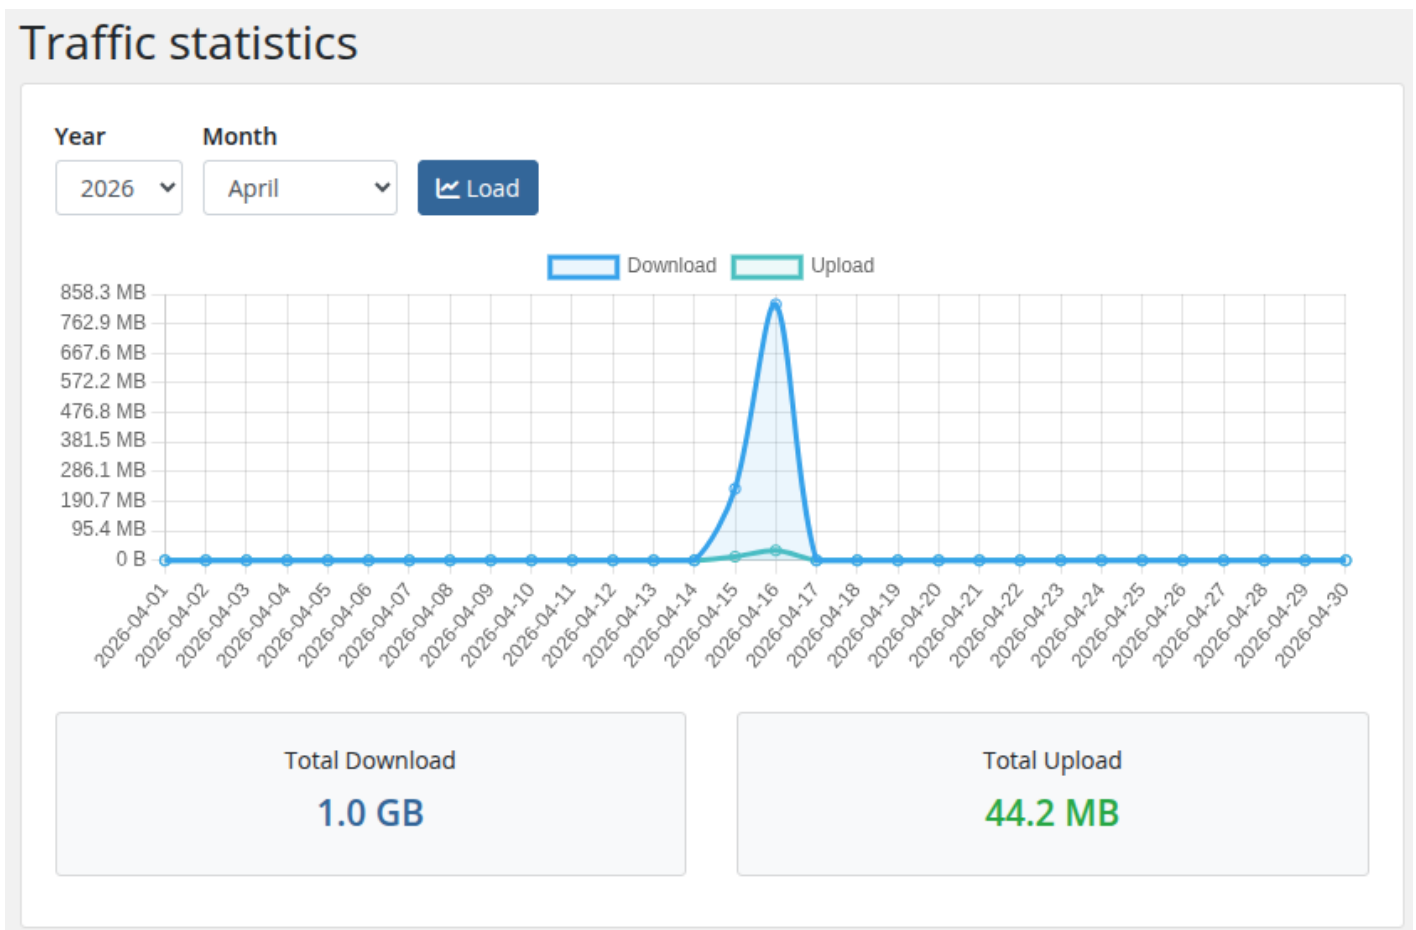 Traffic statistics
Year Month
2026 April Load
Download Upload
858.3 MB
762.9 MB
667.6 MB
572.2 MB
476.8 MB
381.5 MB
286.1 MB
190.7 MB
95.4 MB
0 B
2026-04-01
2026-04-02
2026-04-03
2026-04-04
2026-04-05
2026-04-06
2026-04-07
2026-04-08
2026-04-09
2026-04-10
2026-04-11
2026-04-12
2026-04-13
2026-04-14
2026-04-15
2026-04-16
2026-04-17
2026-04-18
2026-04-19
2026-04-20
2026-04-21
2026-04-22
2026-04-23
2026-04-24
2026-04-25
2026-04-26
2026-04-27
2026-04-28
2026-04-29
2026-04-30
Total Download
1.0 GB
Total Upload
44.2 MB